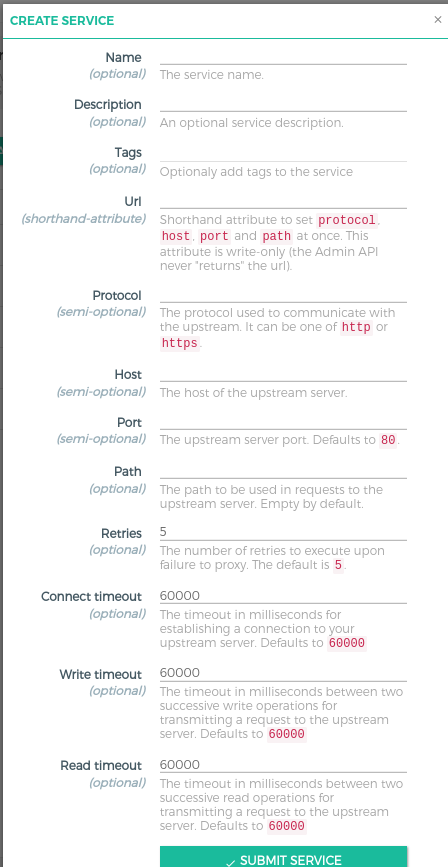 CREATE SERVICE ×
Name
(optional)
The service name.
Description
(optional)
An optional service description.
Tags
(optional)
Optionaly add tags to the service
Url
(shorthand-attribute)
Shorthand attribute to set protocol,
host, port and path at once. This
attribute is write-only (the Admin API
never "returns" the url).
Protocol
(semi-optional)
The protocol used to communicate with
the upstream. It can be one of http or
https.
Host
(semi-optional)
The host of the upstream server.
Port
(semi-optional)
The upstream server port. Defaults to 80.
Path
(optional)
The path to be used in requests to the
upstream server. Empty by default.
Retries
(optional)
5
The number of retries to execute upon
failure to proxy. The default is 5.
Connect timeout
(optional)
60000
The timeout in milliseconds for
establishing a connection to your
upstream server. Defaults to 60000
Write timeout
(optional)
60000
The timeout in milliseconds between two
successive write operations for
transmitting a request to the upstream
server. Defaults to 60000
Read timeout
(optional)
60000
The timeout in milliseconds between two
successive read operations for
transmitting a request to the upstream
server. Defaults to 60000
✓ SUBMIT SERVICE